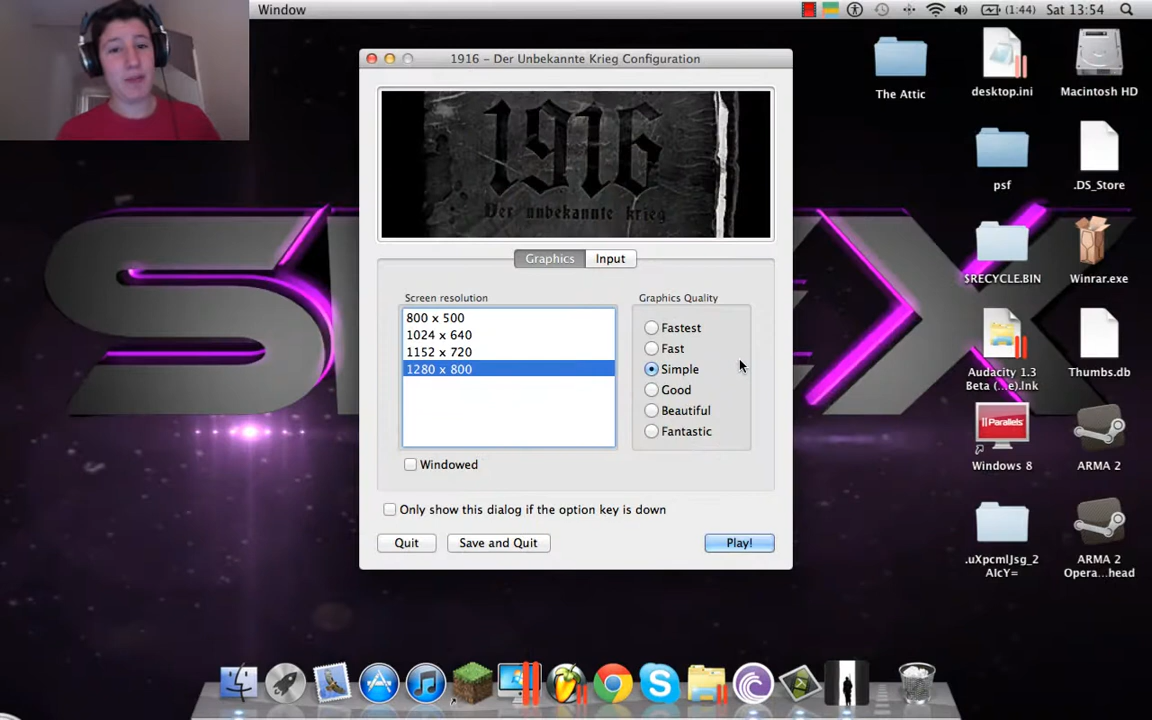 Window
(1:44)
Sat 13:54
1916 – Der Unbekannte Krieg Configuration
1916
Der unbekannte krieg
Graphics
Input
Screen resolution
800 x 500
1024 x 640
1152 x 720
1280 x 800
Windowed
Graphics Quality
Fastest
Fast
Simple
Good
Beautiful
Fantastic
Only show this dialog if the option key is down
Quit
Save and Quit
Play!
The Attic
desktop.ini
Macintosh HD
psf
.DS_Store
$RECYCLE.BIN
Winrar.exe
Audacity 1.3
Beta (...e).lnk
Thumbs.db
|| Parallels
Windows 8
ARMA 2
.uXpcmlJsg_2
AIcY=
ARMA 2
Opera...head